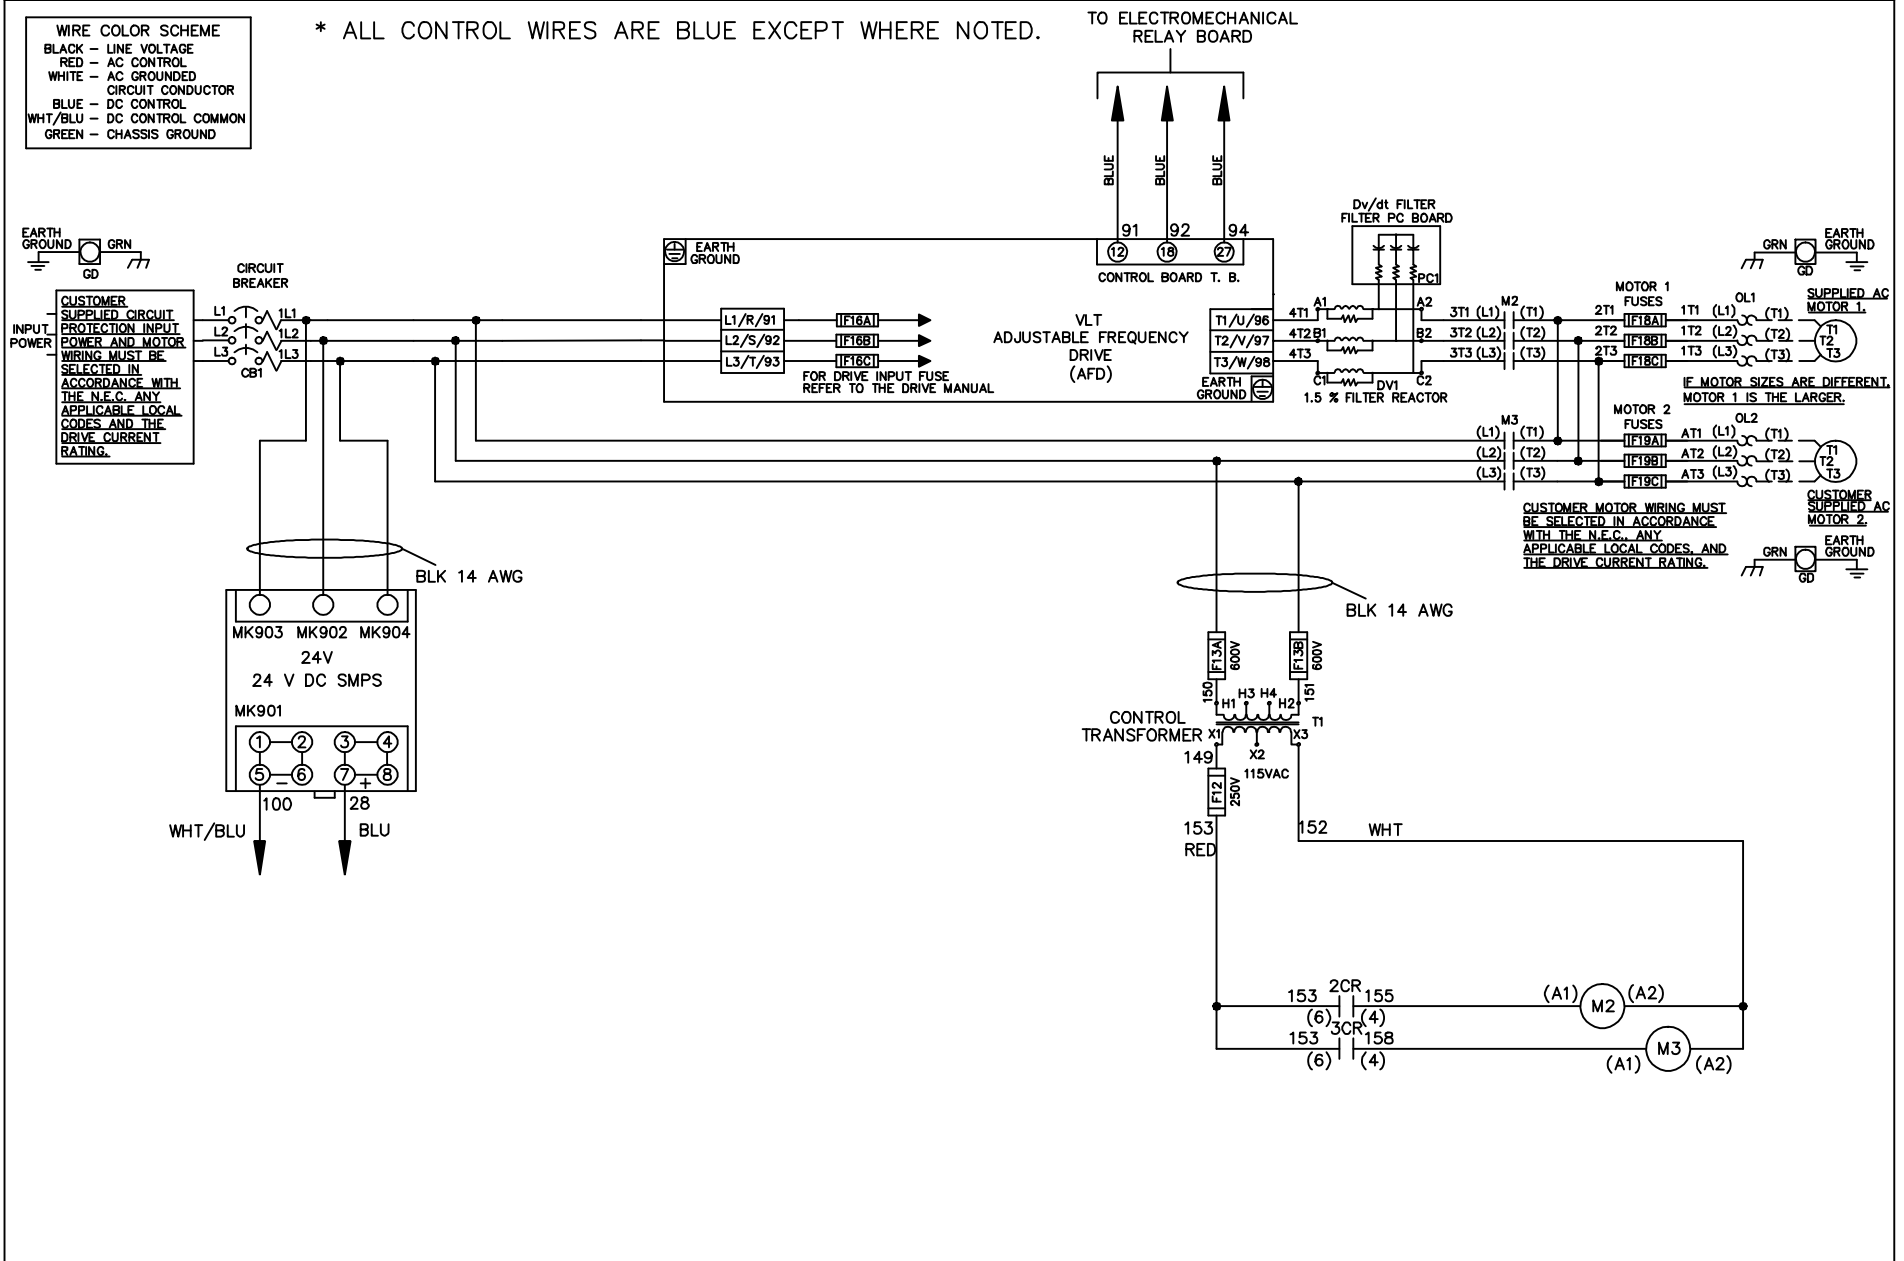 WIRE COLOR SCHEME
BLACK – LINE VOLTAGE
RED – AC CONTROL
WHITE – AC GROUNDED
CIRCUIT CONDUCTOR
BLUE – DC CONTROL
WHT/BLU – DC CONTROL COMMON
GREEN – CHASSIS GROUND
* ALL CONTROL WIRES ARE BLUE EXCEPT WHERE NOTED.
TO ELECTROMECHANICAL
RELAY BOARD
BLUE
BLUE
BLUE
91 92 94
12 18 27
CONTROL BOARD T. B.
EARTH
GROUND
GRN
GD
CIRCUIT
BREAKER
INPUT
POWER
CUSTOMER
SUPPLIED CIRCUIT
PROTECTION INPUT
POWER AND MOTOR
WIRING MUST BE
SELECTED IN
ACCORDANCE WITH
THE N.E.C. ANY
APPLICABLE LOCAL
CODES AND THE
DRIVE CURRENT
RATING.
L1 1L1
L2 1L2
L3 1L3
CB1
EARTH
GROUND
L1/R/91 F16A
L2/S/92 F16B
L3/T/93 F16C
FOR DRIVE INPUT FUSE
REFER TO THE DRIVE MANUAL
VLT
ADJUSTABLE FREQUENCY
DRIVE
(AFD)
T1/U/96
T2/V/97
T3/W/98
EARTH
GROUND
4T1 A1 A2
4T2 B1 B2
4T3
C1 DV1 C2
1.5 % FILTER REACTOR
Dv/dt FILTER
FILTER PC BOARD
PC1
M2
3T1 (L1) (T1)
3T2 (L2) (T2)
3T3 (L3) (T3)
MOTOR 1
FUSES
2T1 F18A 1T1 (L1) (T1)
2T2 F18B 1T2 (L2) (T2)
2T3 F18C 1T3 (L3) (T3)
OL1
GRN
GD
EARTH
GROUND
SUPPLIED AC
MOTOR 1.
T1
T2
T3
IF MOTOR SIZES ARE DIFFERENT,
MOTOR 1 IS THE LARGER.
M3
(L1) (T1)
(L2) (T2)
(L3) (T3)
MOTOR 2
FUSES
OL2
F19A AT1 (L1) (T1)
F19B AT2 (L2) (T2)
F19C AT3 (L3) (T3)
T1
T2
T3
CUSTOMER
SUPPLIED AC
MOTOR 2.
CUSTOMER MOTOR WIRING MUST
BE SELECTED IN ACCORDANCE
WITH THE N.E.C., ANY
APPLICABLE LOCAL CODES, AND
THE DRIVE CURRENT RATING.
GRN
GD
EARTH
GROUND
BLK 14 AWG
MK903 MK902 MK904
24V
24 V DC SMPS
MK901
1 2 3 4
5 – 6 7 + 8
100 28
WHT/BLU BLU
BLK 14 AWG
F13A 600V F13B 600V
150 151
H1 H3 H4 H2
T1
CONTROL
TRANSFORMER
X1 X2 X3
149
115VAC
F12 250V
153
RED
152 WHT
153 2CR 155
(6) (4)
(A1) M2 (A2)
153 3CR 158
(6) (4)
(A1) M3 (A2)